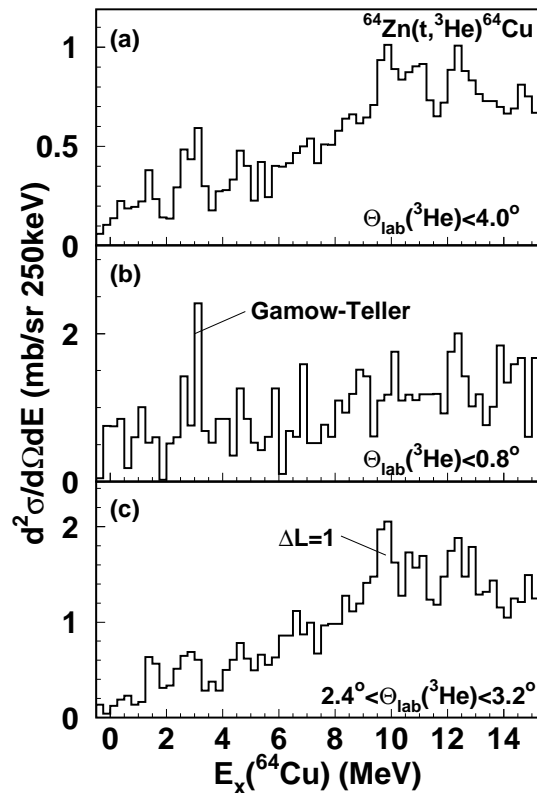 d²σ/dΩdE (mb/sr 250keV)
(a)
⁶⁴Zn(t,³He)⁶⁴Cu
1
0.5
0
Θlab(³He)<4.0°
(b)
Gamow-Teller
2
0
Θlab(³He)<0.8°
(c)
ΔL=1
2
1
0
2.4°<Θlab(³He)<3.2°
0 2 4 6 8 10 12 14
Eₓ(⁶⁴Cu) (MeV)